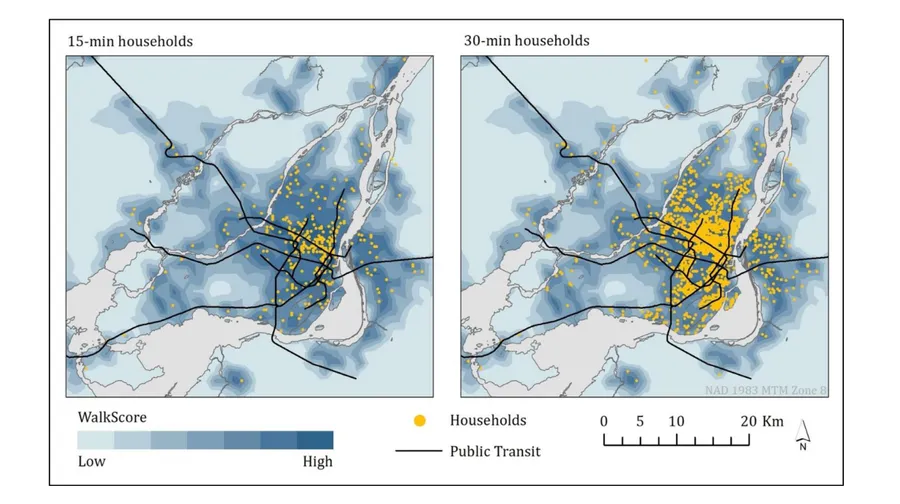 15-min households
30-min households
NAD 1983 MTM Zone 8
WalkScore
Low
High
Households
Public Transit
0 5 10 20 Km
N